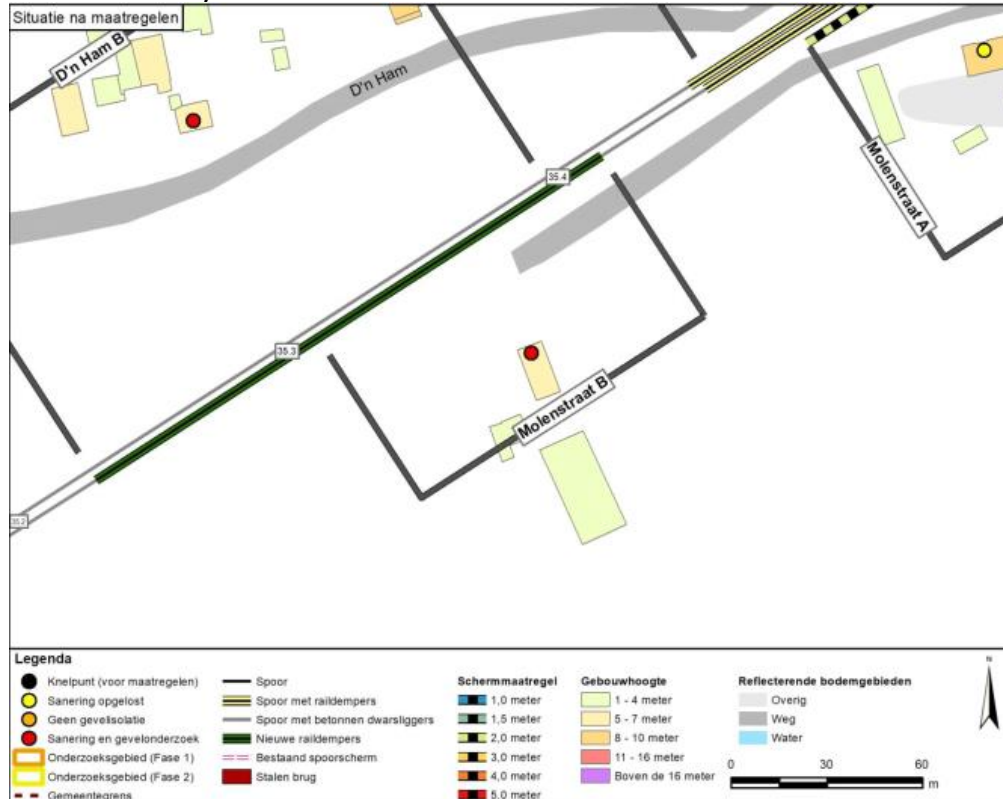 Situatie na maatregelen
D'n Ham B
D'n Ham
Molenstraat A
35.4
35.3
Molenstraat B
35.2
N
Legenda
Knelpunt (voor maatregelen)
Sanering opgelost
Geen gevelisolatie
Sanering en gevelonderzoek
Onderzoeksgebied (Fase 1)
Onderzoeksgebied (Fase 2)
Gemeentegrens
Spoor
Spoor met raildempers
Spoor met betonnen dwarsliggers
Nieuwe raildempers
Bestaand spoorscherm
Stalen brug
Schermmaatregel
1,0 meter
1,5 meter
2,0 meter
3,0 meter
4,0 meter
5,0 meter
Gebouwhoogte
1 - 4 meter
5 - 7 meter
8 - 10 meter
11 - 16 meter
Boven de 16 meter
Reflecterende bodemgebieden
Overig
Weg
Water
0 30 60
m